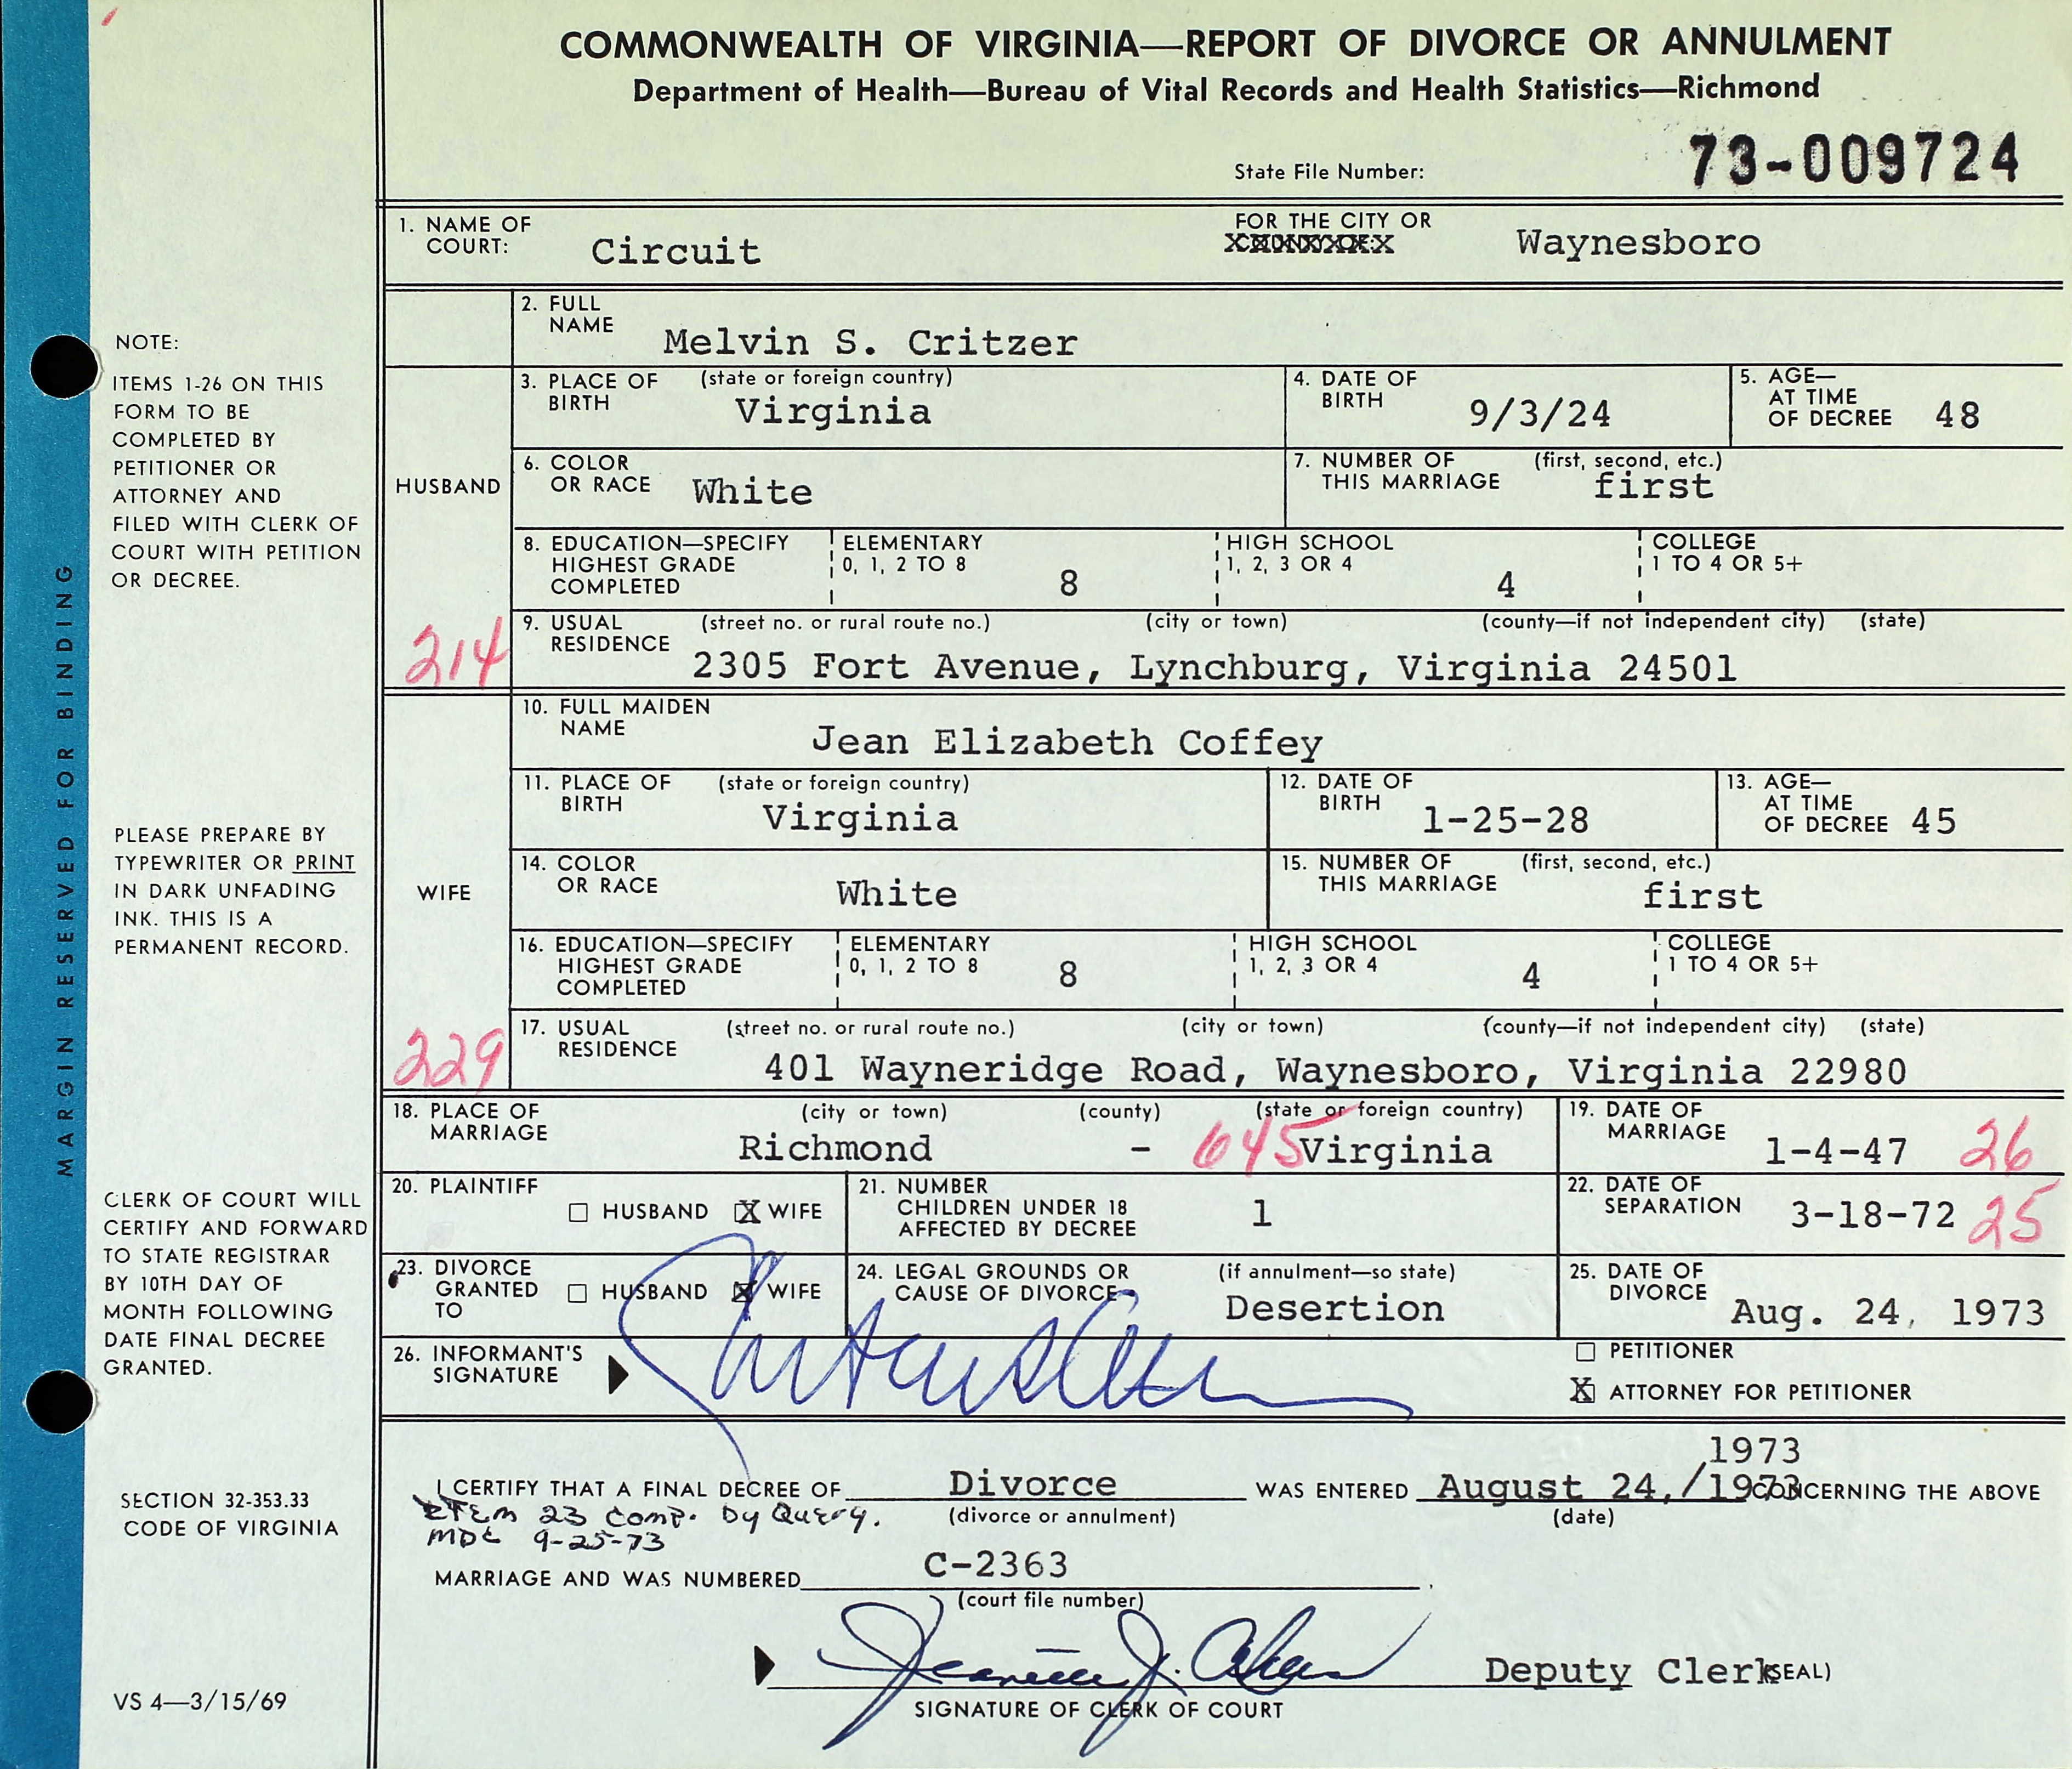 COMMONWEALTH OF VIRGINIA—REPORT OF DIVORCE OR ANNULMENT
Department of Health—Bureau of Vital Records and Health Statistics—Richmond
State File Number: 73-009724
1. NAME OF COURT: Circuit
FOR THE CITY OR Waynesboro
MARGIN RESERVED FOR BINDING
NOTE:
ITEMS 1-26 ON THIS
FORM TO BE
COMPLETED BY
PETITIONER OR
ATTORNEY AND
FILED WITH CLERK OF
COURT WITH PETITION
OR DECREE.
PLEASE PREPARE BY
TYPEWRITER OR PRINT
IN DARK UNFADING
INK. THIS IS A
PERMANENT RECORD.
CLERK OF COURT WILL
CERTIFY AND FORWARD
TO STATE REGISTRAR
BY 10TH DAY OF
MONTH FOLLOWING
DATE FINAL DECREE
GRANTED.
SECTION 32-353.33
CODE OF VIRGINIA
VS 4—3/15/69
HUSBAND
214
2. FULL NAME Melvin S. Critzer
3. PLACE OF BIRTH (state or foreign country) Virginia
4. DATE OF BIRTH 9/3/24
5. AGE— AT TIME OF DECREE 48
6. COLOR OR RACE White
7. NUMBER OF THIS MARRIAGE (first, second, etc.) first
8. EDUCATION—SPECIFY HIGHEST GRADE COMPLETED
ELEMENTARY 0, 1, 2 TO 8 8
HIGH SCHOOL 1, 2, 3 OR 4 4
COLLEGE 1 TO 4 OR 5+
9. USUAL RESIDENCE (street no. or rural route no.) (city or town) (county—if not independent city) (state)
2305 Fort Avenue, Lynchburg, Virginia 24501
WIFE
229
10. FULL MAIDEN NAME Jean Elizabeth Coffey
11. PLACE OF BIRTH (state or foreign country) Virginia
12. DATE OF BIRTH 1-25-28
13. AGE— AT TIME OF DECREE 45
14. COLOR OR RACE White
15. NUMBER OF THIS MARRIAGE (first, second, etc.) first
16. EDUCATION—SPECIFY HIGHEST GRADE COMPLETED
ELEMENTARY 0, 1, 2 TO 8 8
HIGH SCHOOL 1, 2, 3 OR 4 4
COLLEGE 1 TO 4 OR 5+
17. USUAL RESIDENCE (street no. or rural route no.) (city or town) (county—if not independent city) (state)
401 Wayneridge Road, Waynesboro, Virginia 22980
18. PLACE OF MARRIAGE (city or town) (county) (state or foreign country)
Richmond - 645 Virginia
19. DATE OF MARRIAGE 1-4-47 26
20. PLAINTIFF HUSBAND X WIFE
21. NUMBER CHILDREN UNDER 18 AFFECTED BY DECREE 1
22. DATE OF SEPARATION 3-18-72 25
23. DIVORCE GRANTED TO HUSBAND X WIFE
24. LEGAL GROUNDS OR CAUSE OF DIVORCE (if annulment—so state) Desertion
25. DATE OF DIVORCE Aug. 24, 1973
26. INFORMANT'S SIGNATURE
PETITIONER
X ATTORNEY FOR PETITIONER
1973
I CERTIFY THAT A FINAL DECREE OF Divorce WAS ENTERED August 24,/1973 CONCERNING THE ABOVE
(divorce or annulment) (date)
ITEM 23 comp. by Query.
MDC 9-25-73
MARRIAGE AND WAS NUMBERED C-2363
(court file number)
Deputy Clerk (SEAL)
SIGNATURE OF CLERK OF COURT